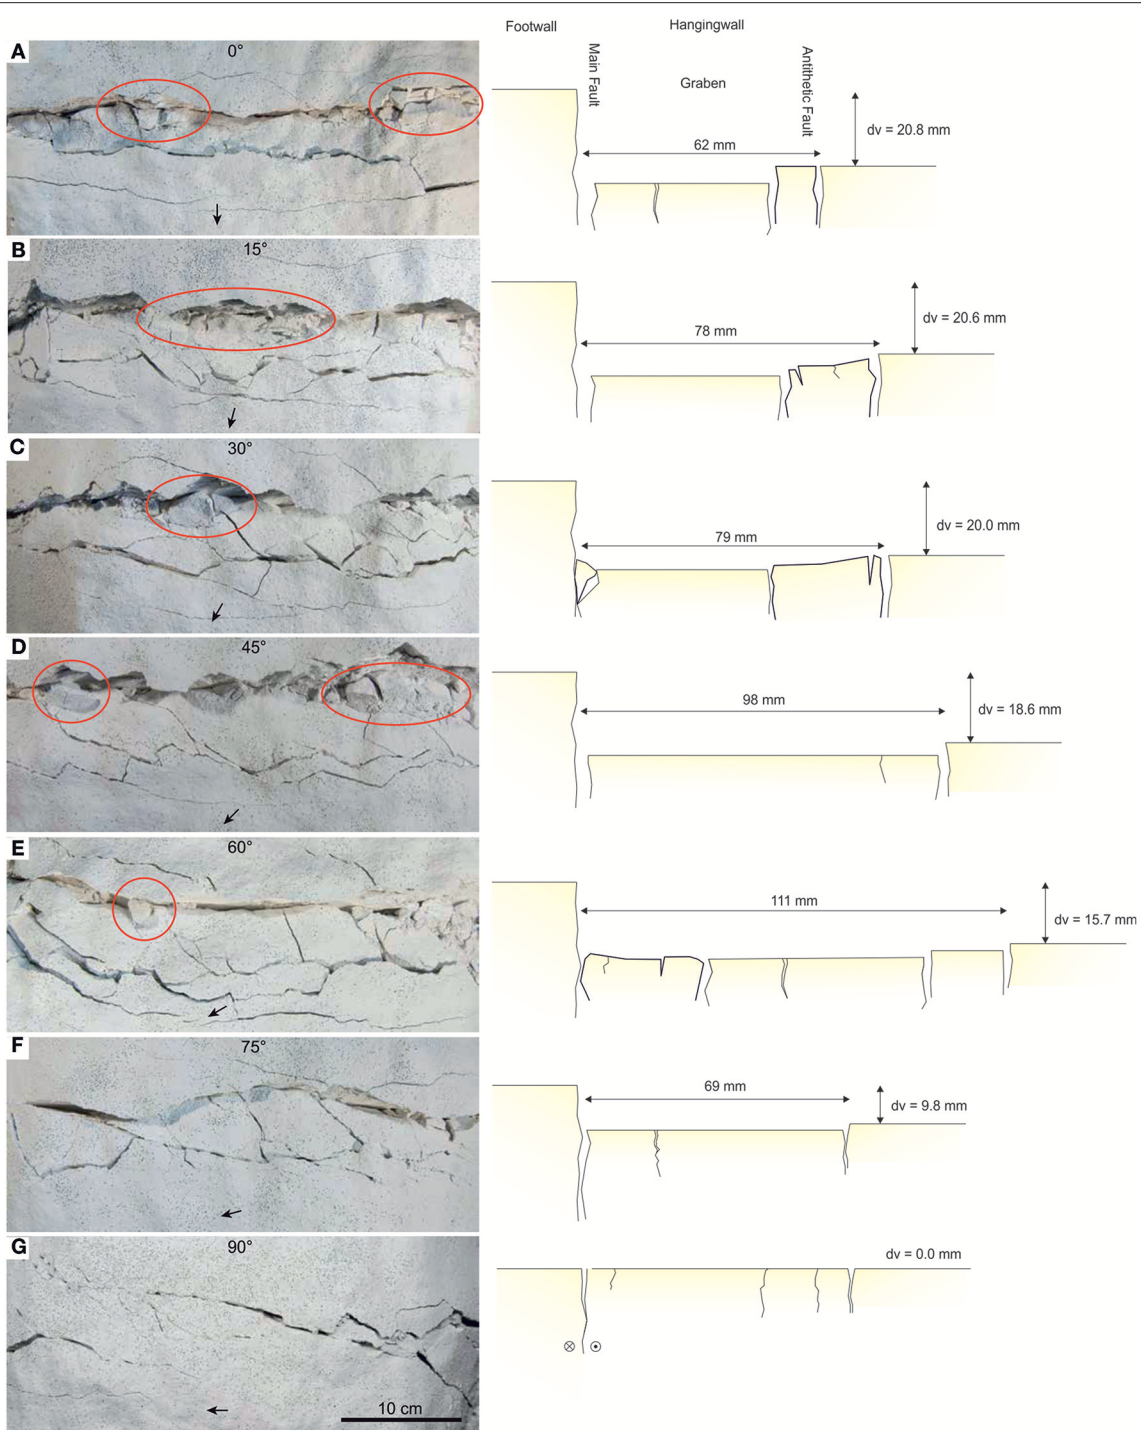 Footwall
Hangingwall
Main Fault
Graben
Antithetic Fault
A
0°
62 mm
dv = 20.8 mm
B
15°
78 mm
dv = 20.6 mm
C
30°
79 mm
dv = 20.0 mm
D
45°
98 mm
dv = 18.6 mm
E
60°
111 mm
dv = 15.7 mm
F
75°
69 mm
dv = 9.8 mm
G
90°
dv = 0.0 mm
10 cm